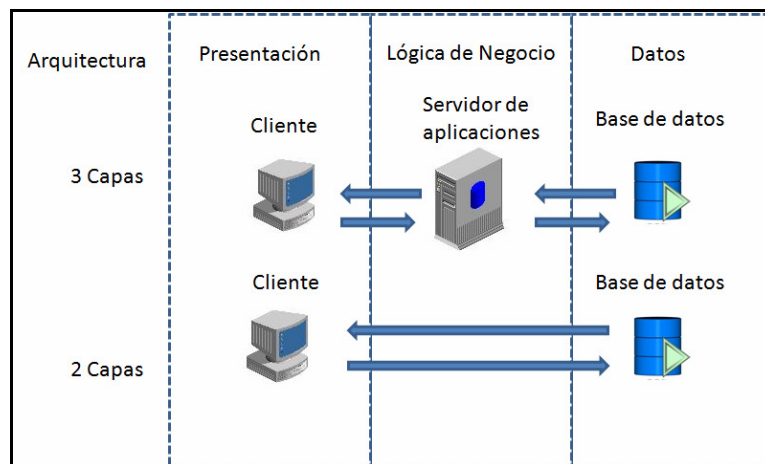 Arquitectura
Presentación
Lógica de Negocio
Datos
3 Capas
Cliente
Servidor de
aplicaciones
Base de datos
2 Capas
Cliente
Base de datos